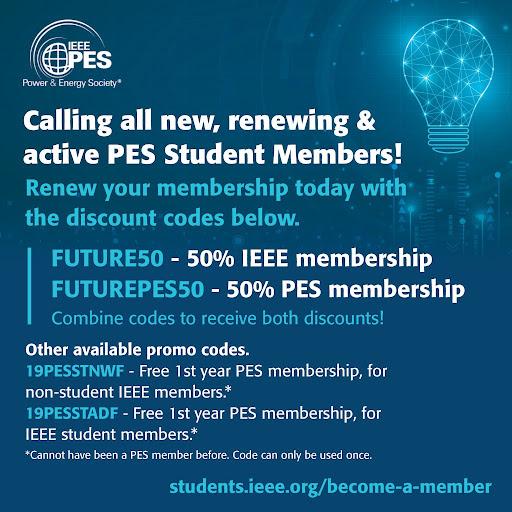 IEEE
PES
Power & Energy Society®
Calling all new, renewing &
active PES Student Members!
Renew your membership today with
the discount codes below.
FUTURE50 - 50% IEEE membership
FUTUREPES50 - 50% PES membership
Combine codes to receive both discounts!
Other available promo codes.
19PESSTNWF - Free 1st year PES membership, for
non-student IEEE members.*
19PESSTADF - Free 1st year PES membership, for
IEEE student members.*
*Cannot have been a PES member before. Code can only be used once.
students.ieee.org/become-a-member